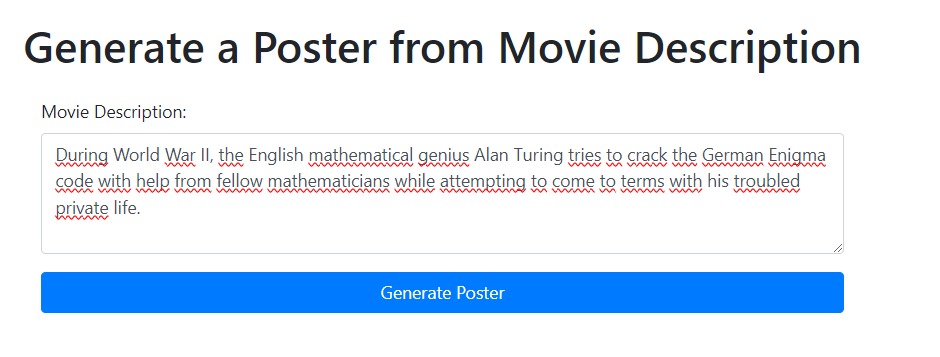 Generate a Poster from Movie Description
Movie Description:
During World War II, the English mathematical genius Alan Turing tries to crack the German Enigma
code with help from fellow mathematicians while attempting to come to terms with his troubled
private life.
Generate Poster